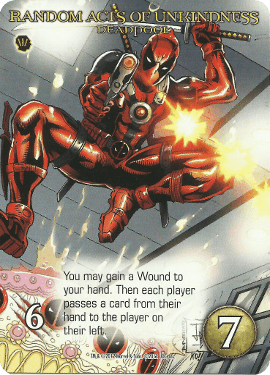 RANDOM ACTS OF UNKINDNESS
DEADPOOL
You may gain a Wound to
your hand. Then each player
passes a card from their
hand to the player on
their left.
6
7